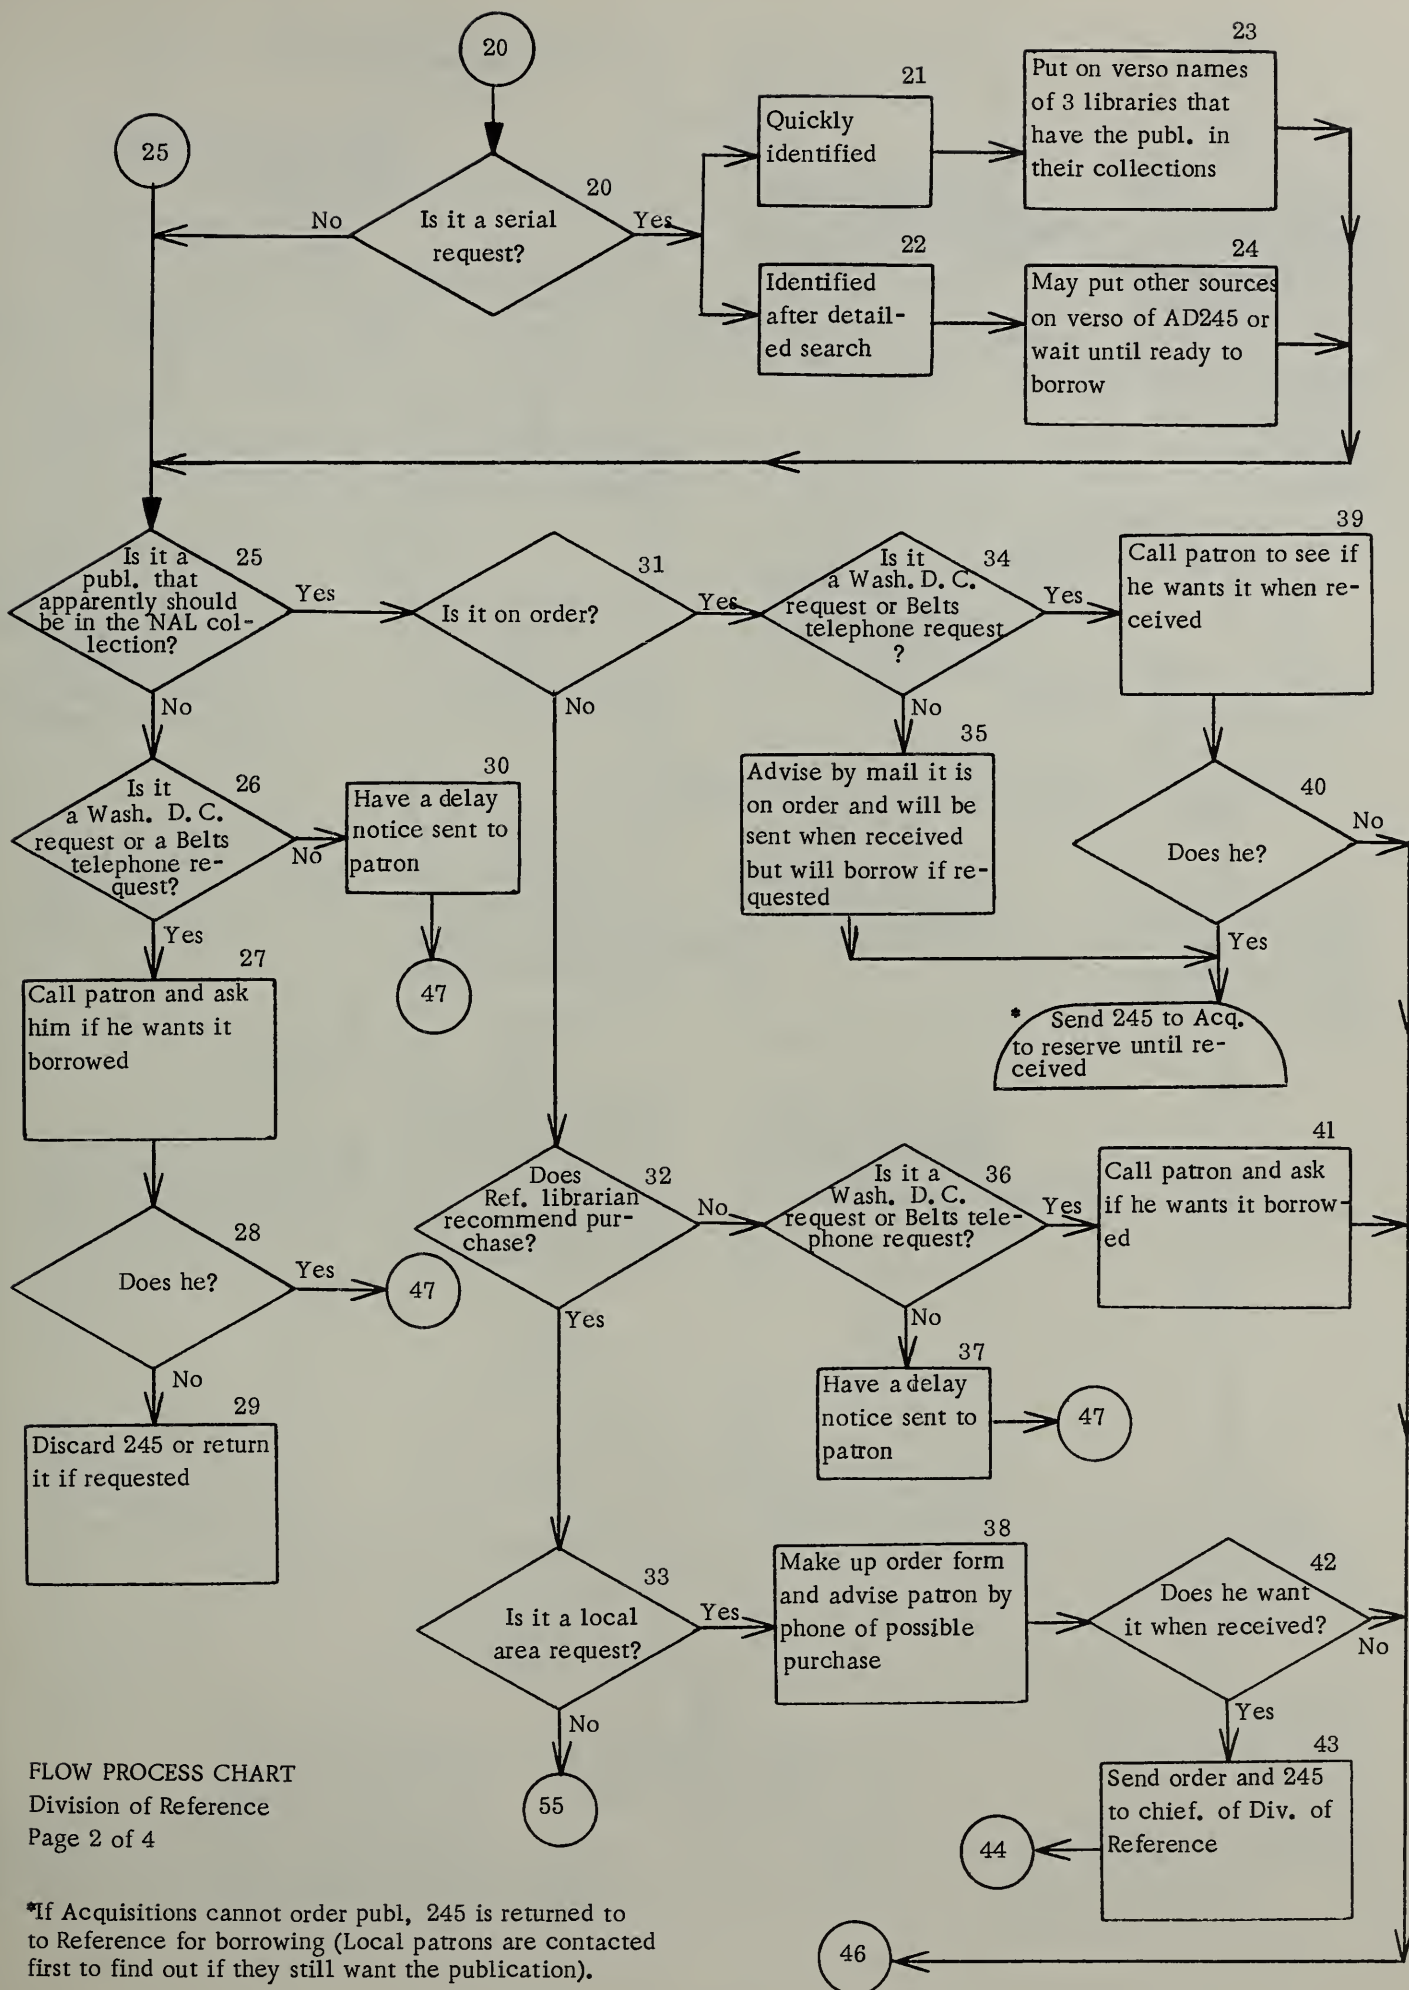 20
23
21
Put on verso names
of 3 libraries that
have the publ. in
their collections
Quickly
identified
25
20
Is it a serial
request?
No
Yes
22
24
Identified
after detail-
ed search
May put other sources
on verso of AD245 or
wait until ready to
borrow
25
Is it a
publ. that
apparently should
be in the NAL col-
lection?
Yes
31
Is it on order?
Yes
34
Is it
a Wash. D. C.
request or Belts
telephone request
?
Yes
39
Call patron to see if
he wants it when re-
ceived
No
No
No
35
Advise by mail it is
on order and will be
sent when received
but will borrow if re-
quested
40
Does he?
No
Yes
26
Is it
a Wash. D. C.
request or a Belts
telephone re-
quest?
No
30
Have a delay
notice sent to
patron
47
Yes
27
Call patron and ask
him if he wants it
borrowed
* Send 245 to Acq.
to reserve until re-
ceived
32
Does
Ref. librarian
recommend pur-
chase?
No
36
Is it a
Wash. D. C.
request or Belts tele-
phone request?
Yes
41
Call patron and ask
if he wants it borrow-
ed
28
Does he?
Yes
47
Yes
No
37
Have a delay
notice sent to
patron
47
No
29
Discard 245 or return
it if requested
33
Is it a local
area request?
Yes
38
Make up order form
and advise patron by
phone of possible
purchase
42
Does he want
it when received?
No
Yes
No
55
43
Send order and 245
to chief. of Div. of
Reference
44
46
FLOW PROCESS CHART
Division of Reference
Page 2 of 4
*If Acquisitions cannot order publ, 245 is returned to
to Reference for borrowing (Local patrons are contacted
first to find out if they still want the publication).